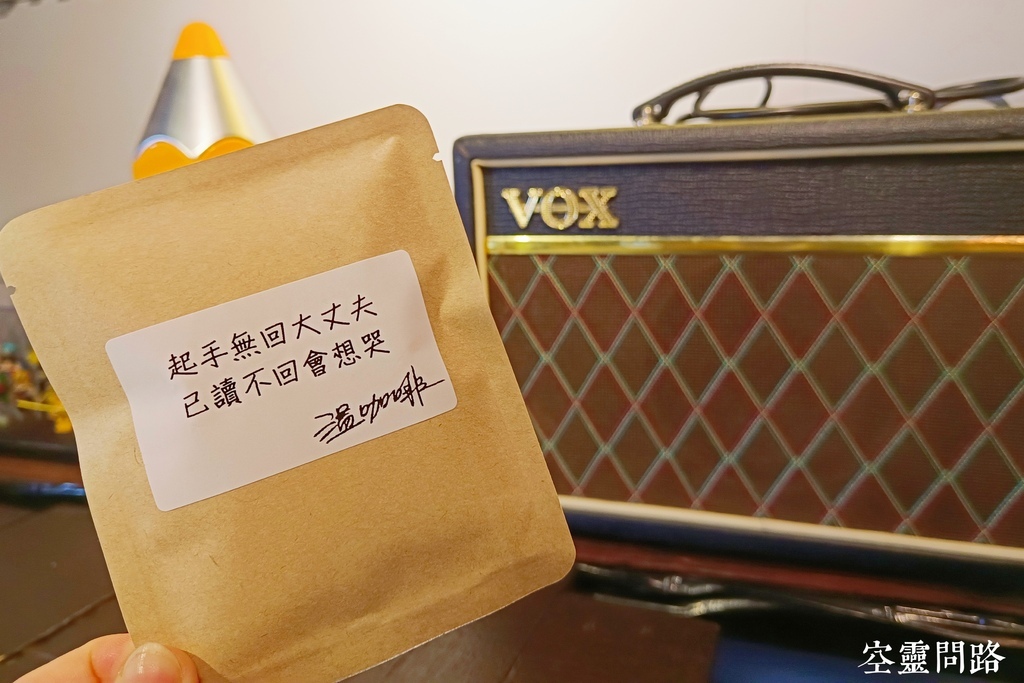 VOX
起手無回大丈夫
已讀不回會想哭
溫咖啡
空靈問路